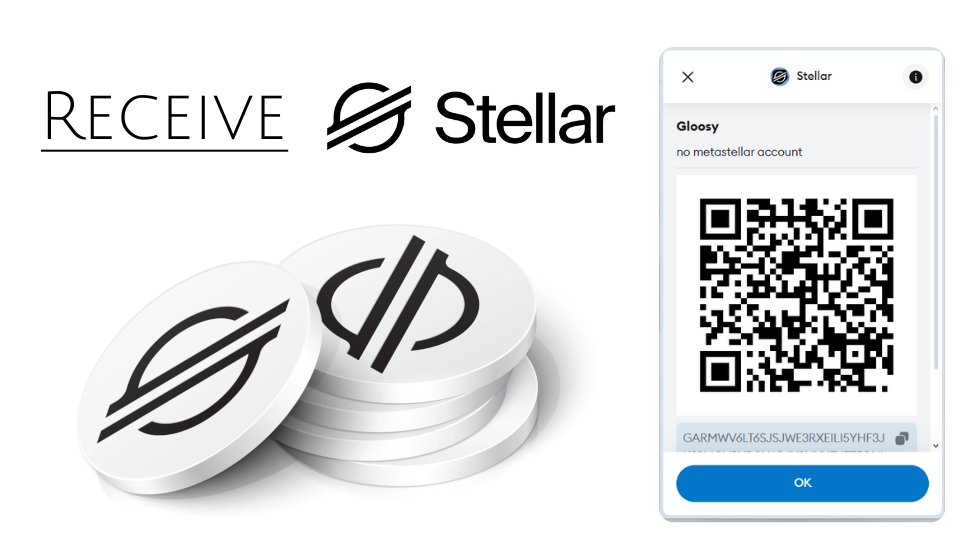 Receive Stellar
Stellar
Gloosy
no metastellar account
GARMWV6LT6SJSJWE3RXEILI5YHF3J
OK